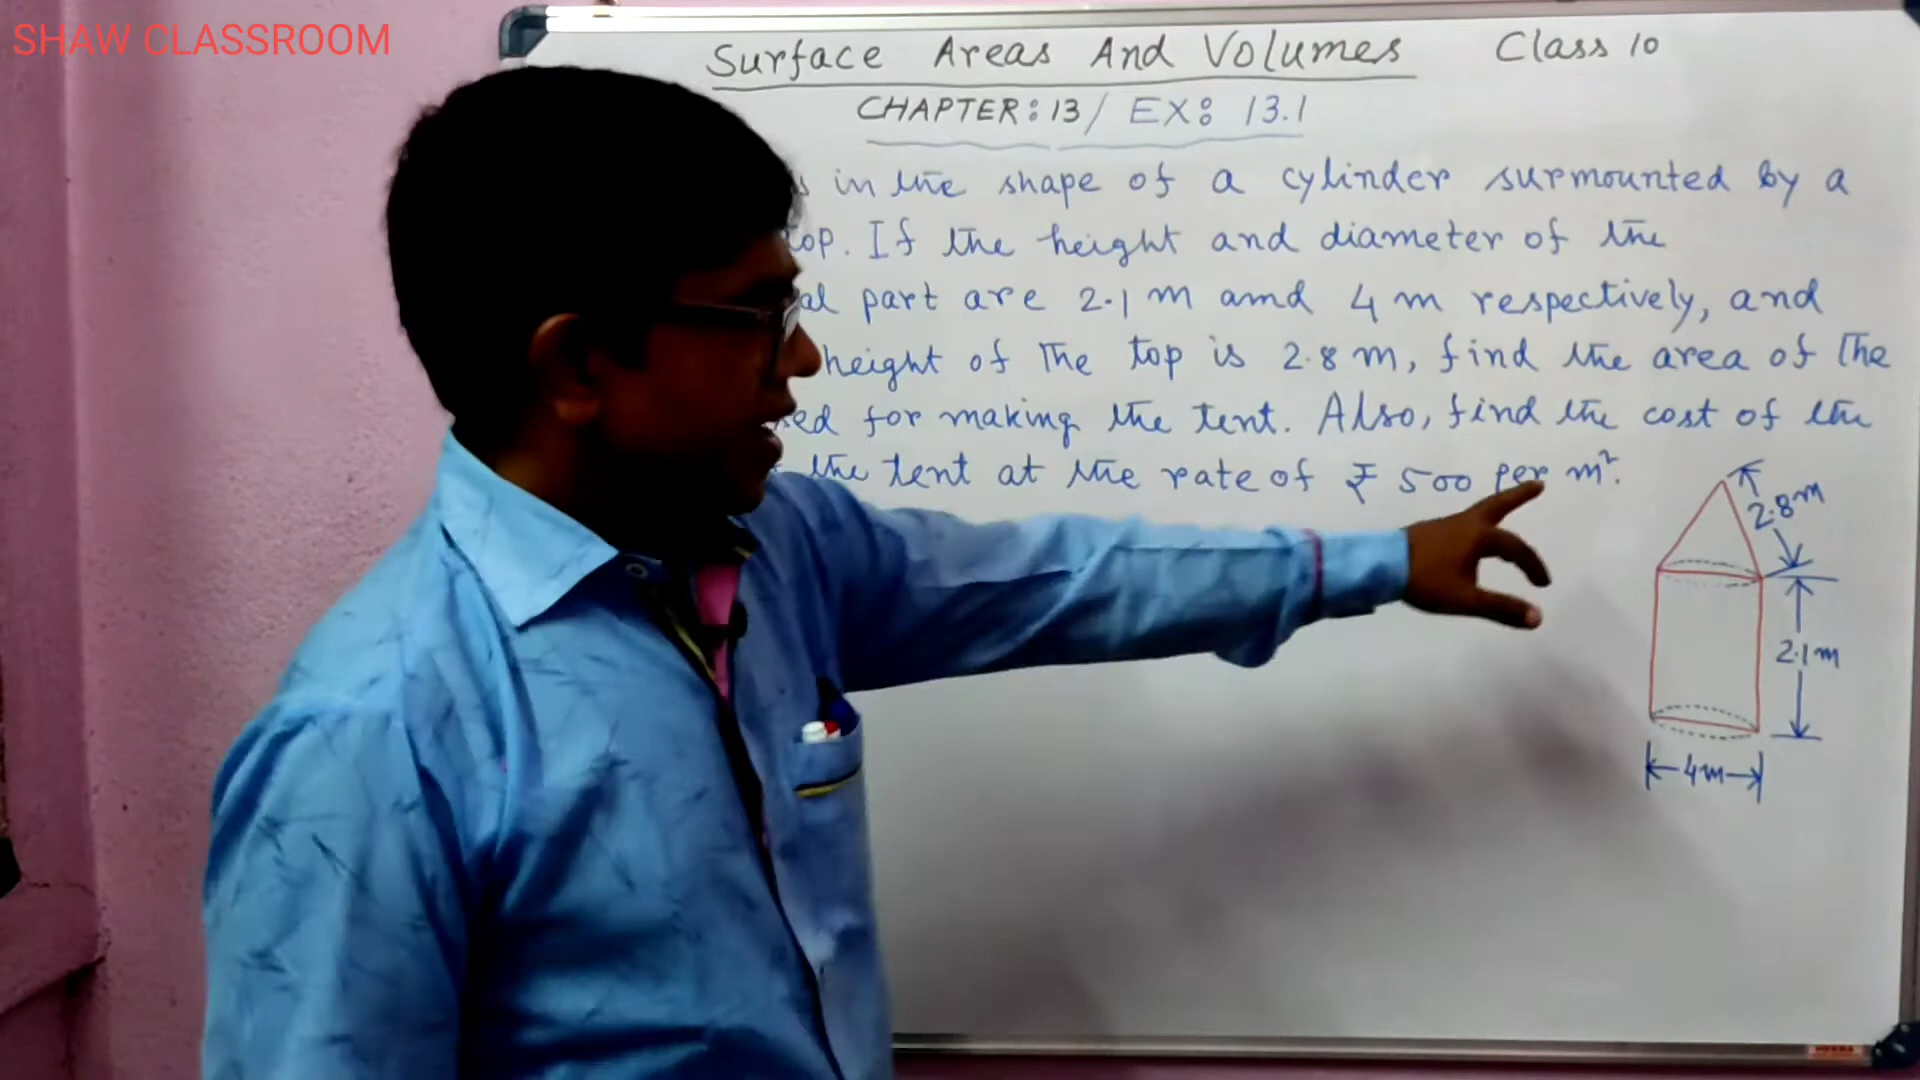 SHAW CLASSROOM
Surface Areas And Volumes Class 10
CHAPTER: 13 / EX: 13.1
in the shape of a cylinder surmounted by a
top. If the height and diameter of the
part are 2.1 m amd 4 m respectively, and
height of The top is 2.8 m, find the area of The
for making the tent. Also, find the cost of the
the tent at the rate of ₹ 500 per m².
2.8m
2.1m
4m